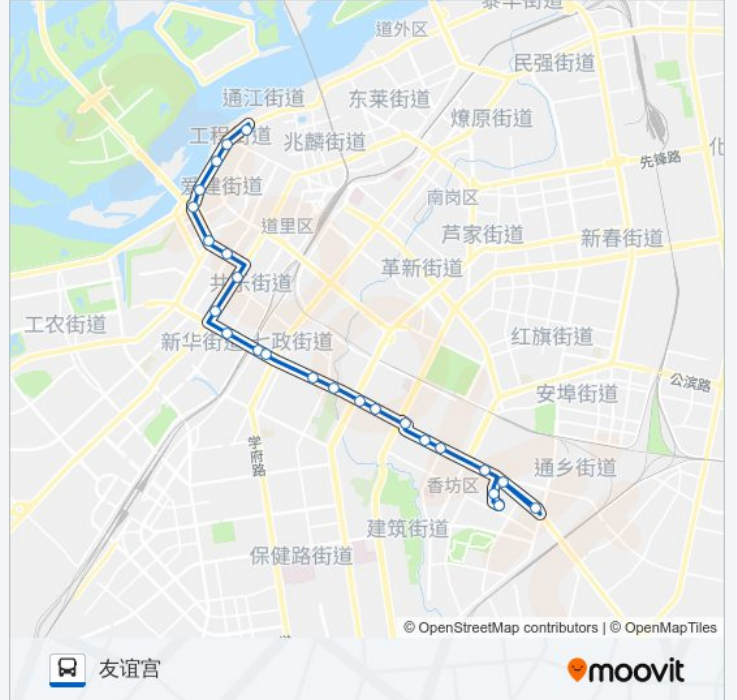 泰华街道
道外区
民强街道
通江街道
东莱街道
燎原街道
工程街道
兆麟街道
先锋路
化
爱建街道
南岗区
道里区
芦家街道
新春街道
革新街道
共乐街道
工农街道
新华街道
七政街道
红旗街道
公滨路
安埠街道
学府路
通乡街道
香坊区
建筑街道
保健路街道
© OpenStreetMap contributors | © OpenMapTiles
友谊宫
moovit